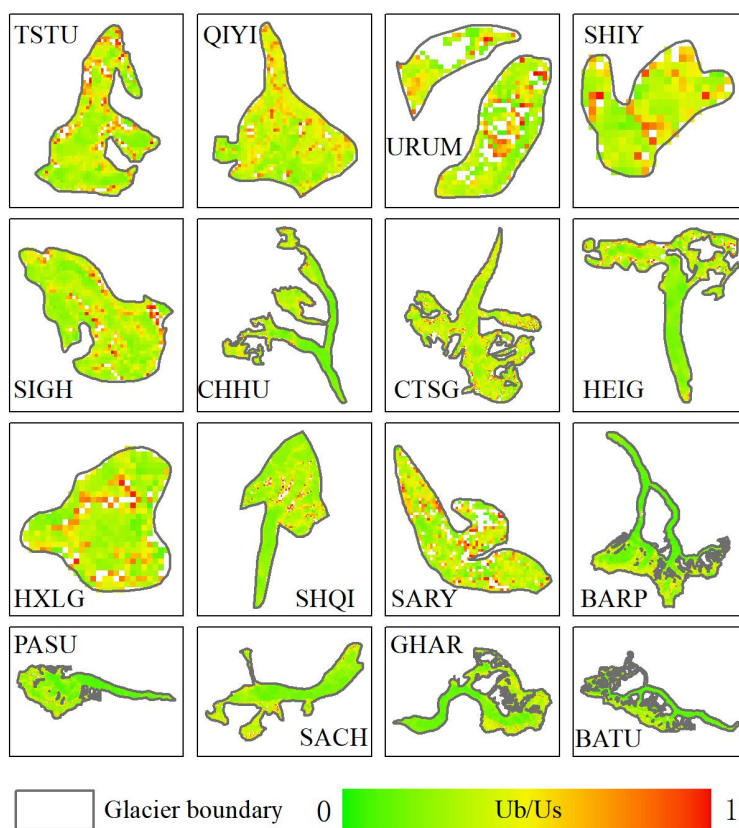 TSTU
QIYI
URUM
SHIY
SIGH
CHHU
CTSG
HEIG
HXLG
SHQI
SARY
BARP
PASU
SACH
GHAR
BATU
Glacier boundary
0 Ub/Us 1